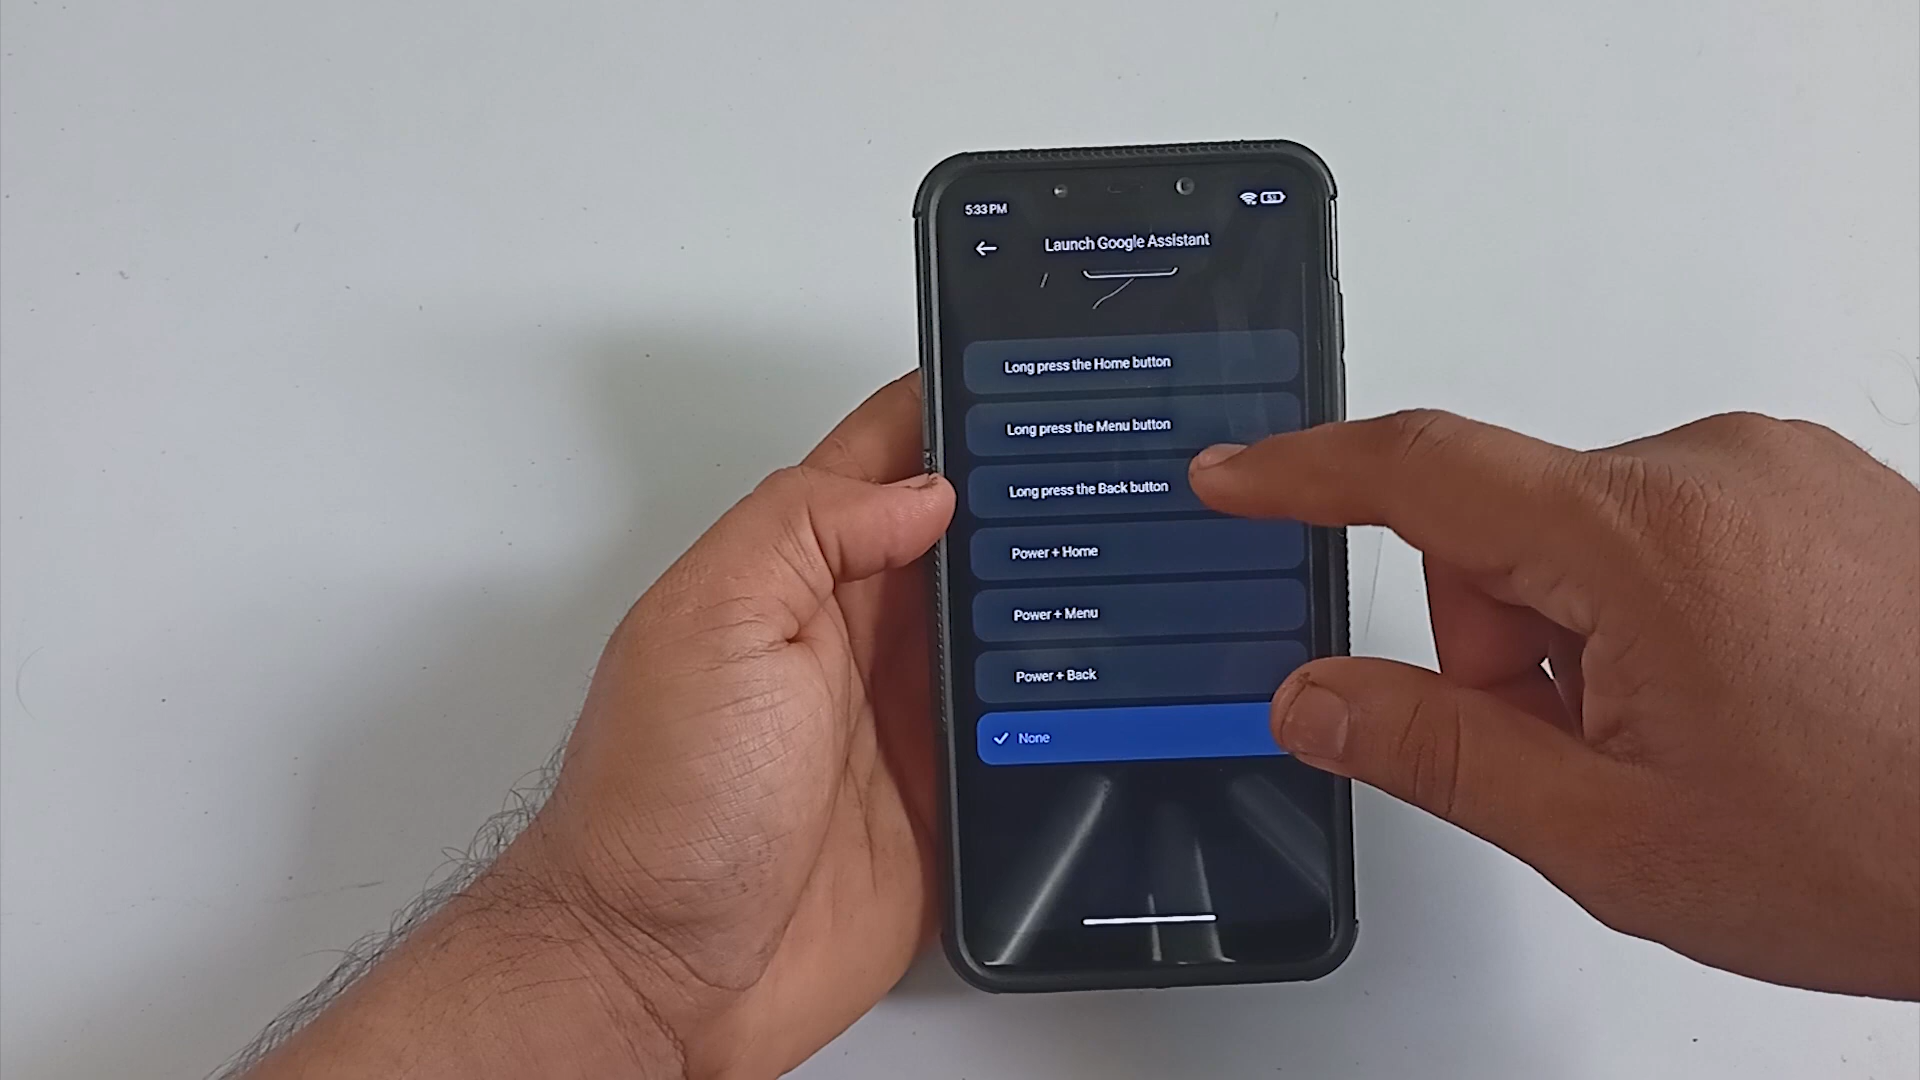 5:33 PM
51
Launch Google Assistant
Long press the Home button
Long press the Menu button
Long press the Back button
Power + Home
Power + Menu
Power + Back
None